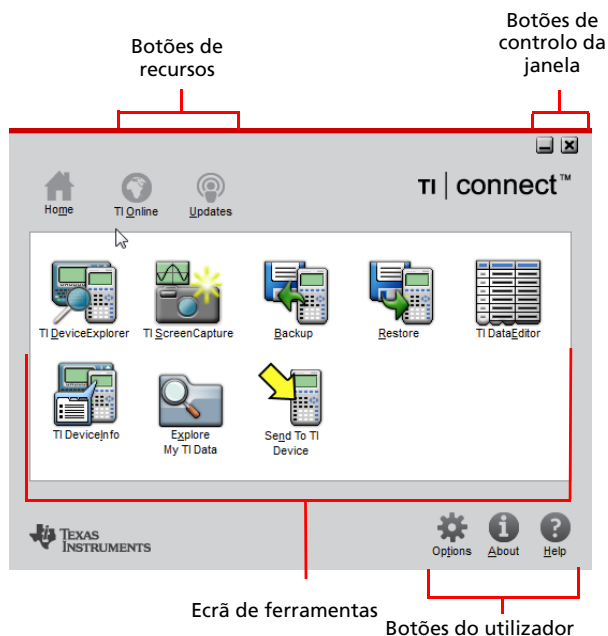 Botões de
recursos
Botões de
controlo da
janela
TI | connect™
Home
TI Online
Updates
TI DeviceExplorer
TI ScreenCapture
Backup
Restore
TI DataEditor
TI DeviceInfo
Explore
My TI Data
Send To TI
Device
TEXAS
INSTRUMENTS
Options
About
Help
Ecrã de ferramentas
Botões do utilizador